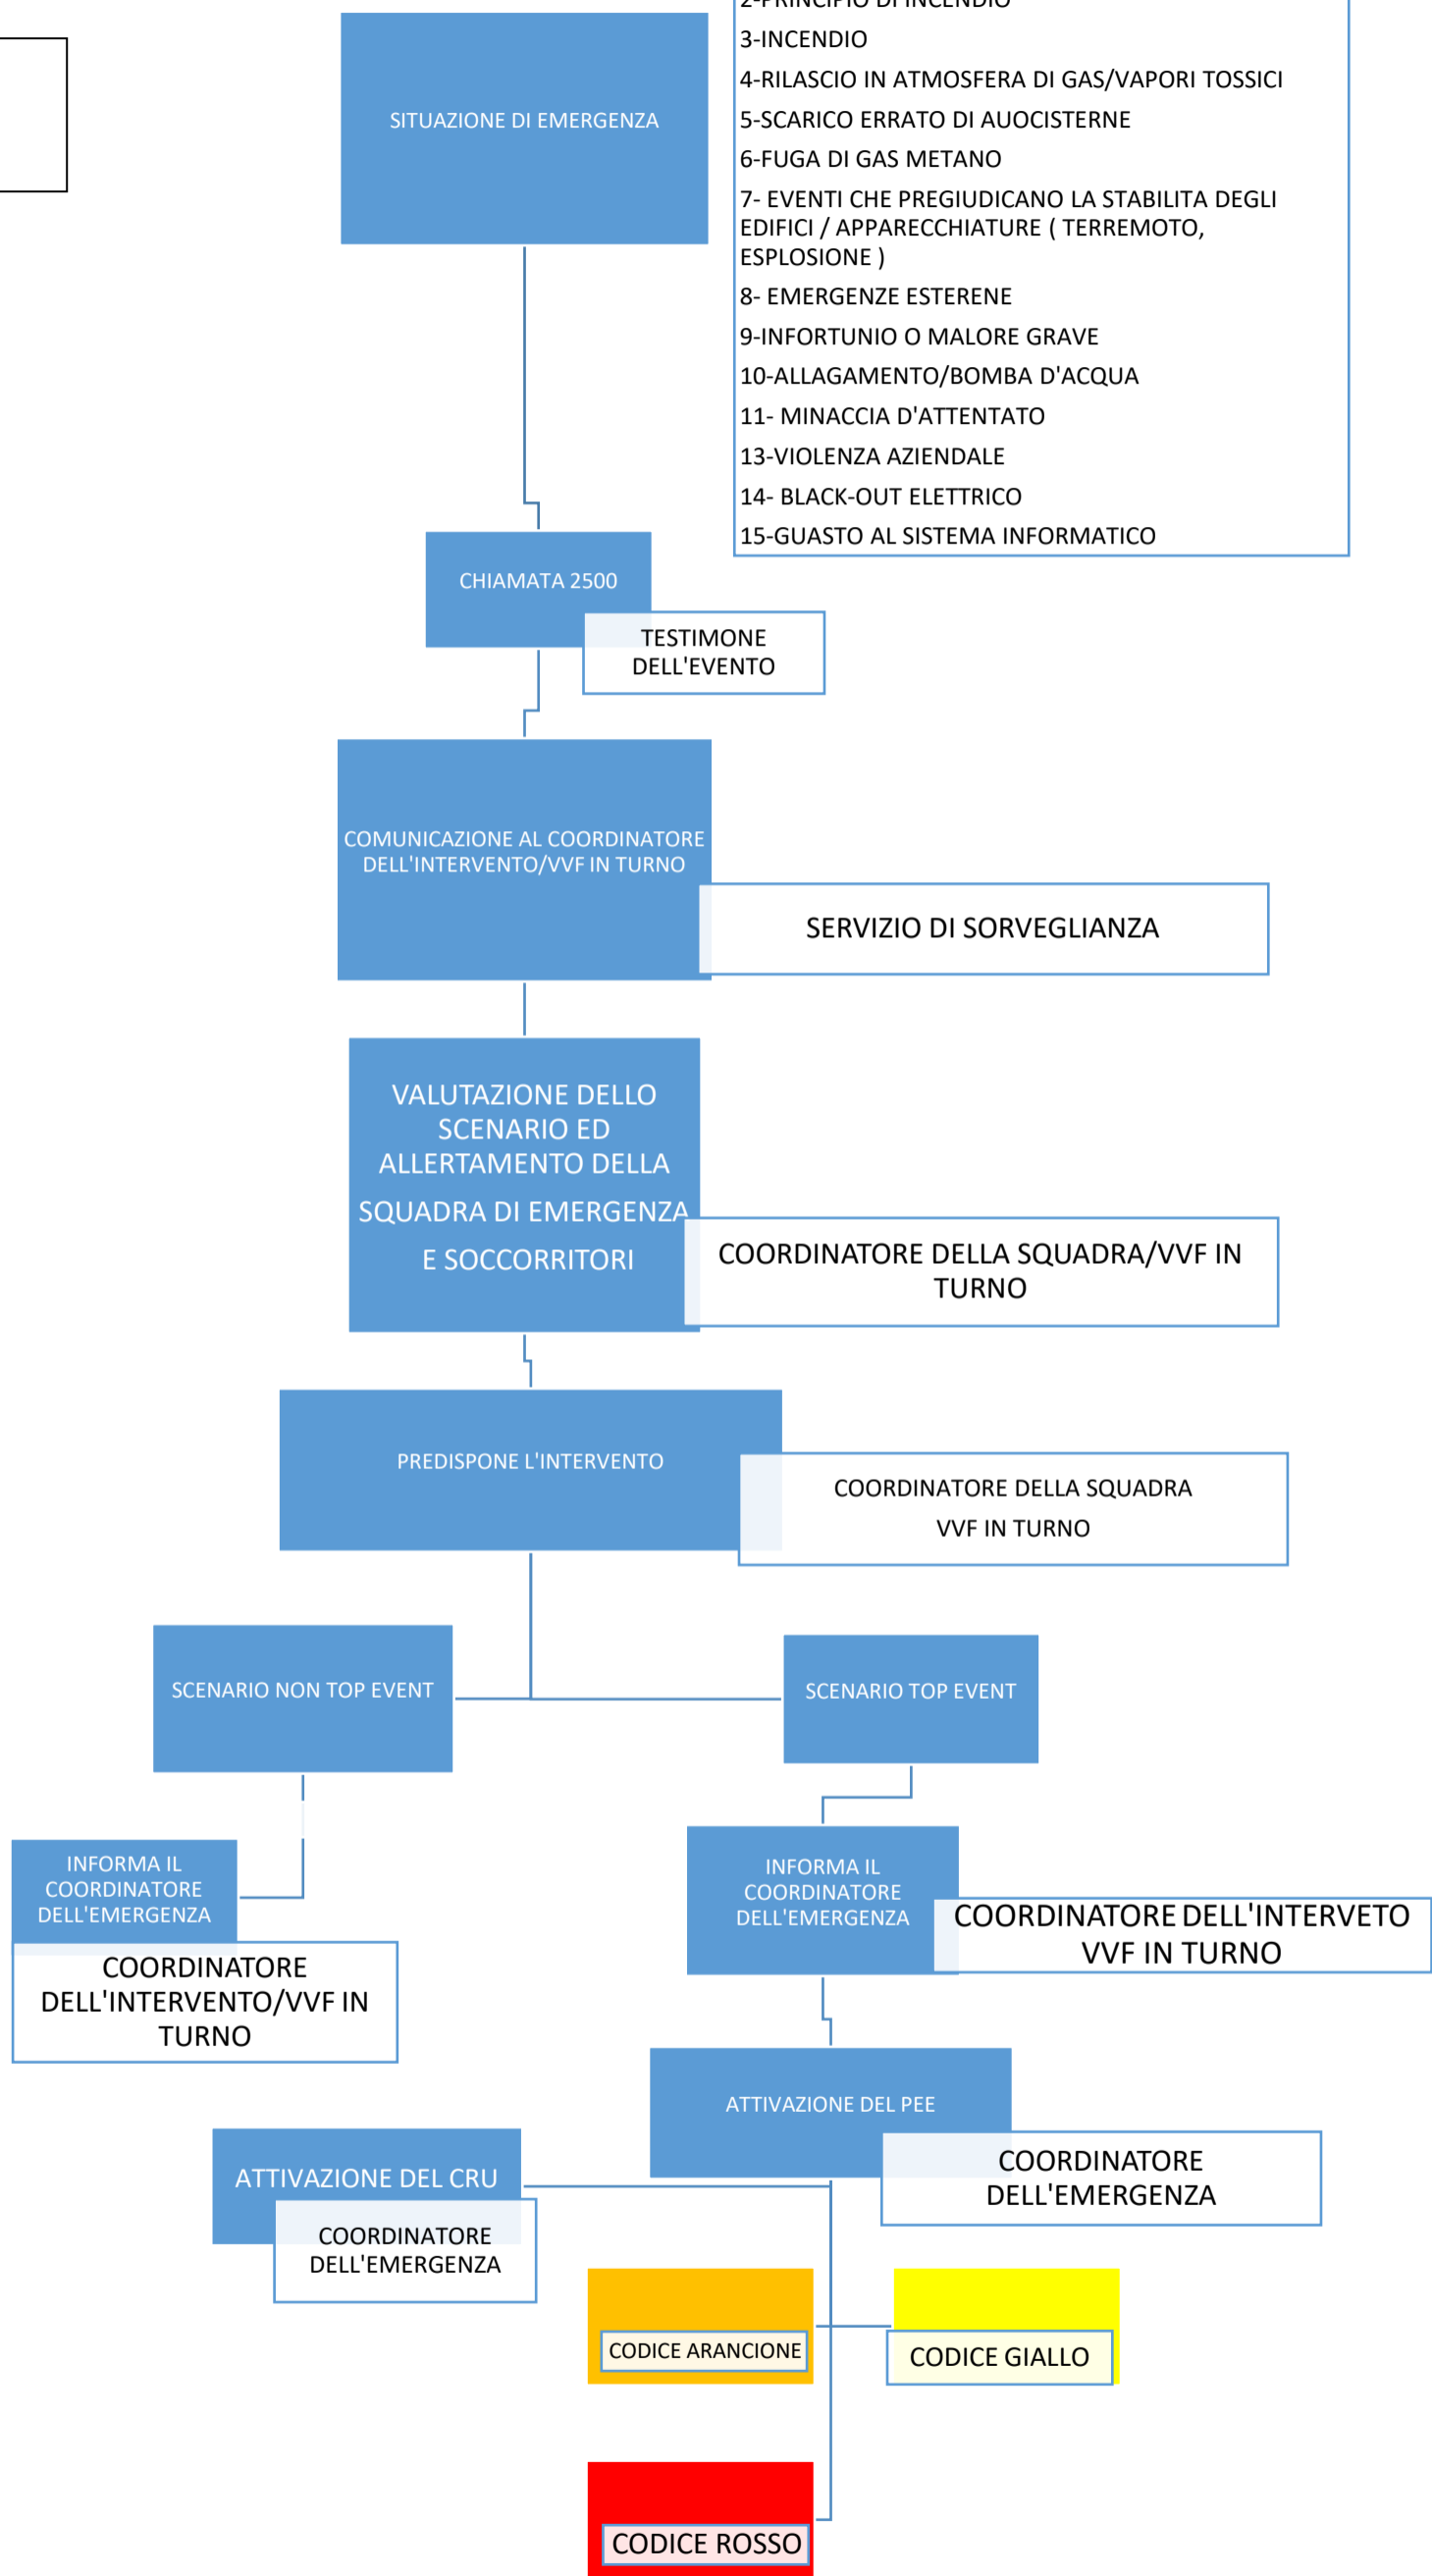 2-PRINCIPIO DI INCENDIO
3-INCENDIO
4-RILASCIO IN ATMOSFERA DI GAS/VAPORI TOSSICI
5-SCARICO ERRATO DI AUOCISTERNE
6-FUGA DI GAS METANO
7- EVENTI CHE PREGIUDICANO LA STABILITA DEGLI
EDIFICI / APPARECCHIATURE ( TERREMOTO,
ESPLOSIONE )
8- EMERGENZE ESTERENE
9-INFORTUNIO O MALORE GRAVE
10-ALLAGAMENTO/BOMBA D'ACQUA
11- MINACCIA D'ATTENTATO
13-VIOLENZA AZIENDALE
14- BLACK-OUT ELETTRICO
15-GUASTO AL SISTEMA INFORMATICO
SITUAZIONE DI EMERGENZA
CHIAMATA 2500
TESTIMONE
DELL'EVENTO
COMUNICAZIONE AL COORDINATORE
DELL'INTERVENTO/VVF IN TURNO
SERVIZIO DI SORVEGLIANZA
VALUTAZIONE DELLO
SCENARIO ED
ALLERTAMENTO DELLA
SQUADRA DI EMERGENZA
E SOCCORRITORI
COORDINATORE DELLA SQUADRA/VVF IN
TURNO
PREDISPONE L'INTERVENTO
COORDINATORE DELLA SQUADRA
VVF IN TURNO
SCENARIO NON TOP EVENT
SCENARIO TOP EVENT
INFORMA IL
COORDINATORE
DELL'EMERGENZA
COORDINATORE
DELL'INTERVENTO/VVF IN
TURNO
INFORMA IL
COORDINATORE
DELL'EMERGENZA
COORDINATORE DELL'INTERVETO
VVF IN TURNO
ATTIVAZIONE DEL PEE
COORDINATORE
DELL'EMERGENZA
ATTIVAZIONE DEL CRU
COORDINATORE
DELL'EMERGENZA
CODICE ARANCIONE
CODICE GIALLO
CODICE ROSSO